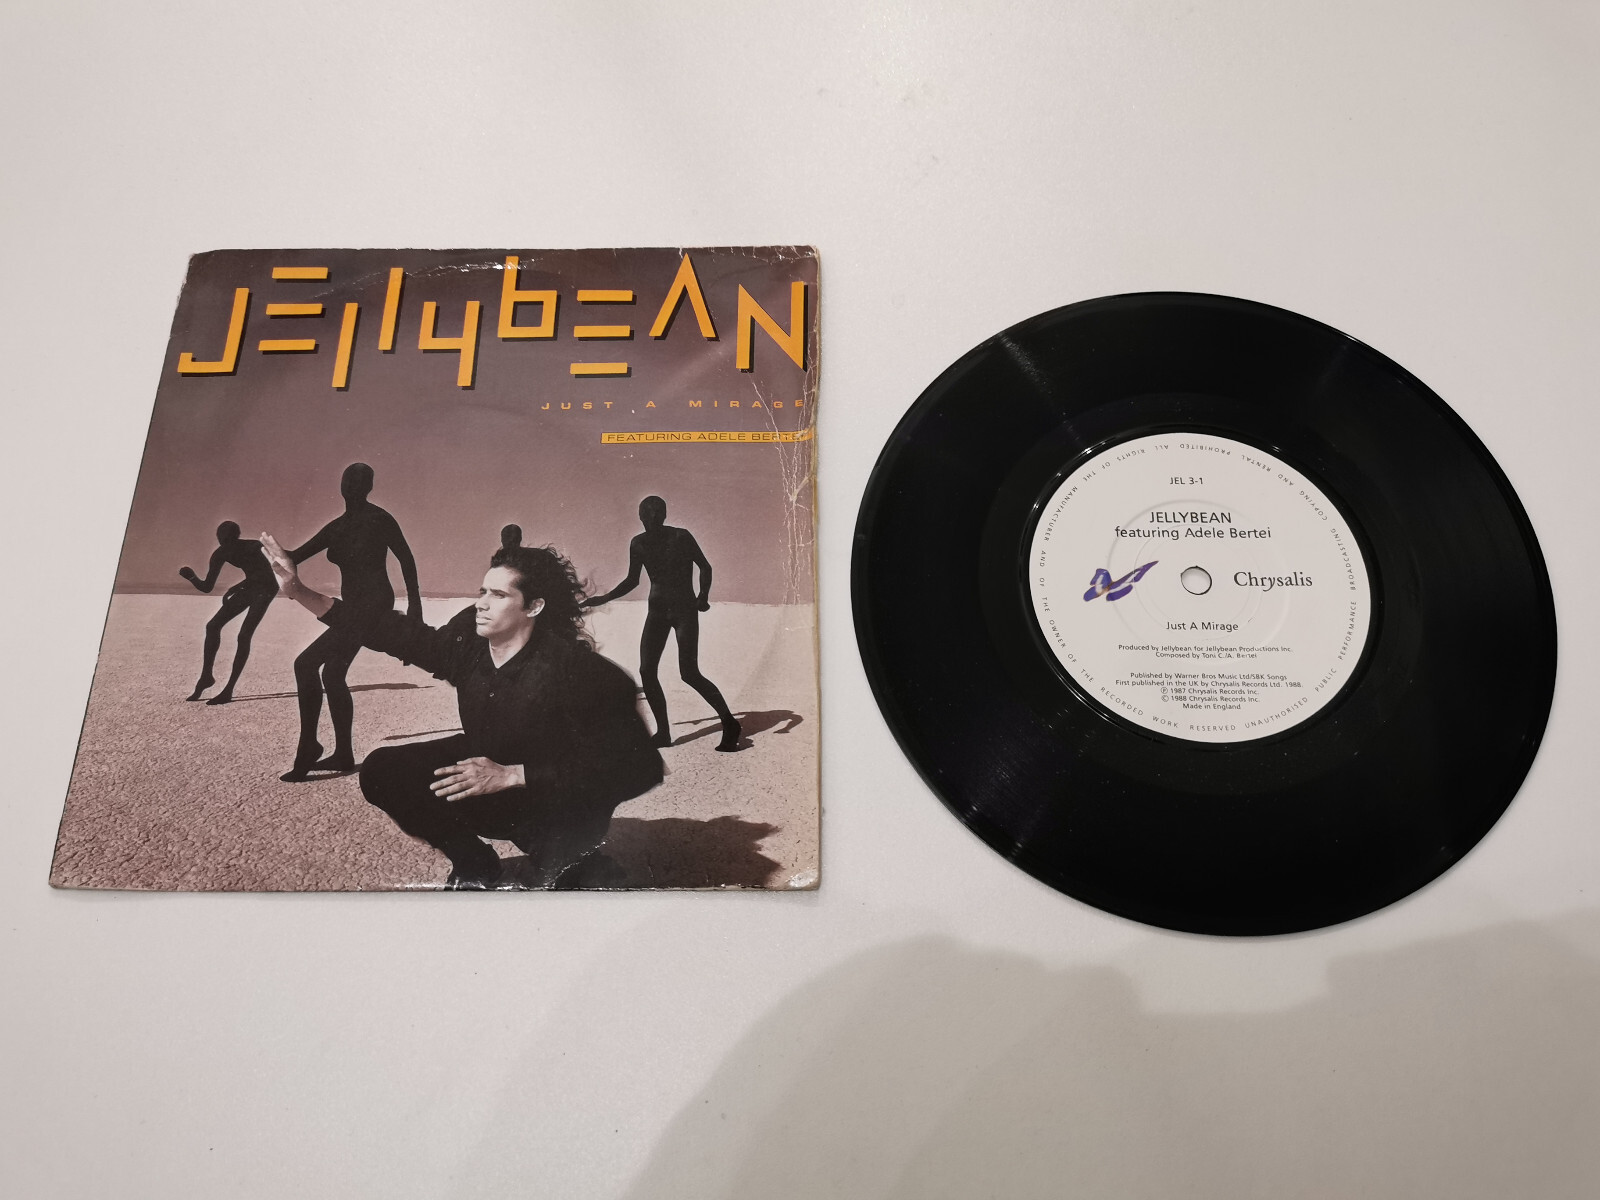 JEllybEAN
JUST A MIRAGE
FEATURING ADELE BERTEI
JEL 3-1
JELLYBEAN
featuring Adele Bertei
Chrysalis
Just A Mirage
Produced by Jellybean for Jellybean Productions Inc.
Composed by Toni C./A. Bertei
Published by Warner Bros Music Ltd/SBK Songs
First published in the UK by Chrysalis Records Ltd. 1988.
℗ 1987 Chrysalis Records Inc.
© 1988 Chrysalis Records Inc.
Made in England
ALL RIGHTS OF THE MANUFACTURER AND OF THE OWNER OF THE RECORDED WORK RESERVED UNAUTHORISED PUBLIC PERFORMANCE BROADCASTING COPYING AND RENTAL PROHIBITED